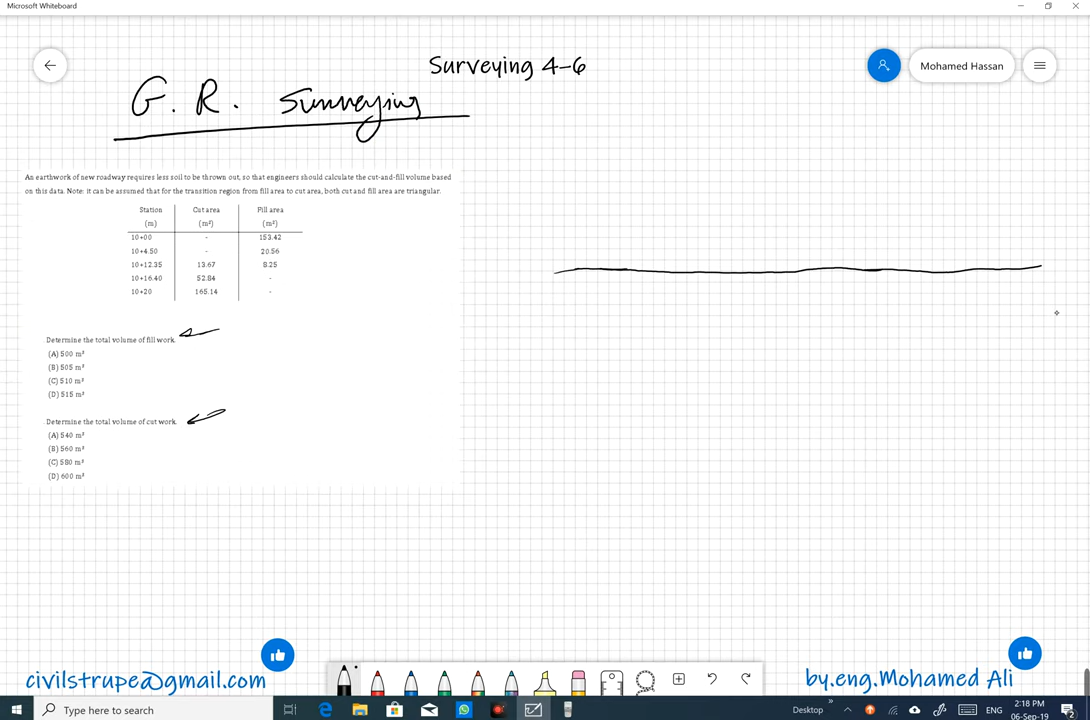 Microsoft Whiteboard
Surveying 4-6
Mohamed Hassan
G. R. Surveying
An earthwork of new roadway requires less soil to be thrown out, so that engineers should calculate the cut-and-fill volume based
on this data. Note: it can be assumed that for the transition region from fill area to cut area, both cut and fill area are triangular.
Station Cut area Fill area
(m) (m²) (m²)
10+00 - 153.42
10+4.50 - 20.56
10+12.35 13.67 8.25
10+16.40 52.84 -
10+20 165.14 -
Determine the total volume of fill work.
(A) 500 m³
(B) 505 m³
(C) 510 m³
(D) 515 m³
Determine the total volume of cut work.
(A) 540 m³
(B) 560 m³
(C) 580 m³
(D) 600 m³
civilstrupe@gmail.com
by.eng.Mohamed Ali
Type here to search
Desktop
ENG
2:18 PM
06-Sep-19